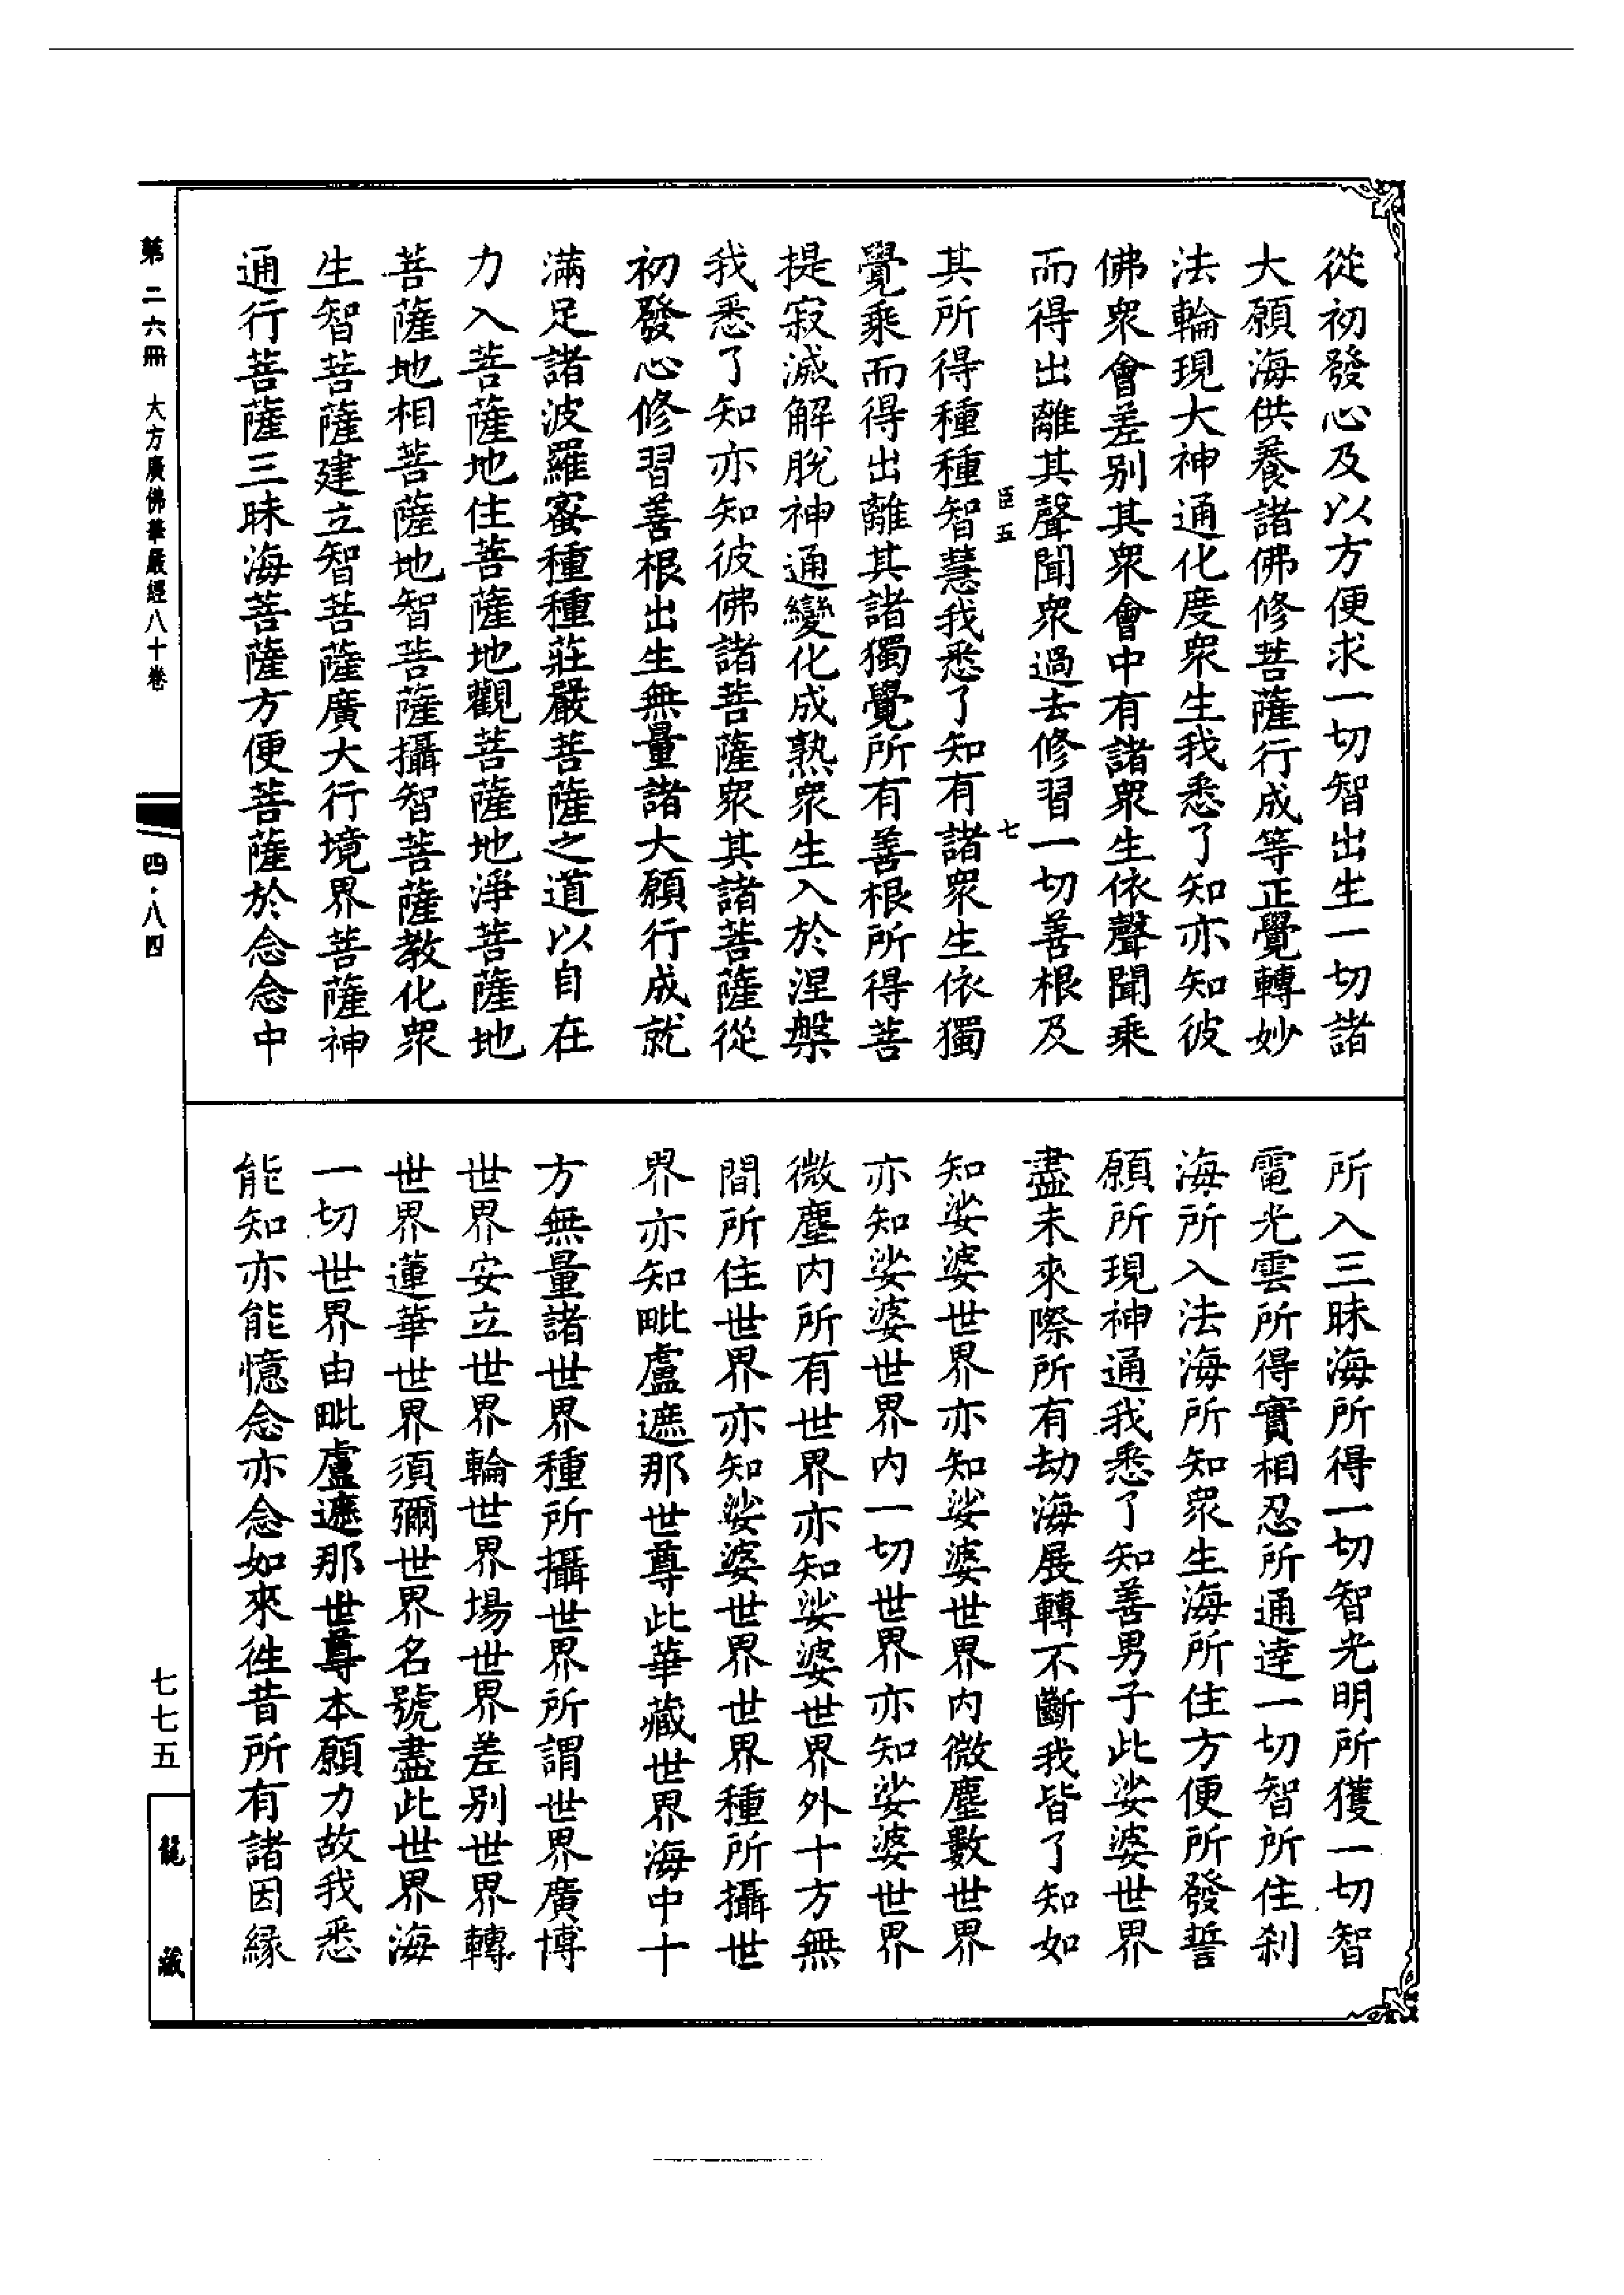 從初發心及以方便求一切智出生一切諸
大願海供養諸佛修菩薩行成等正覺轉妙
法輪現大神通化度衆生我悉了知亦知彼
佛衆會差别其衆會中有諸衆生依聲聞乘
而得出離其聲聞衆過去修習一切善根及
臣五
七
其所得種種智慧我悉了知有諸衆生依獨
覺乘而得出離其諸獨覺所有善根所得菩
提寂滅解脫神通變化成熟衆生入於涅槃
我悉了知亦知彼佛諸菩薩衆其諸菩薩從
初發心修習善根出生無量諸大願行成就
滿足諸波羅蜜種種莊嚴菩薩之道以自在
力入菩薩地住菩薩地觀菩薩地淨菩薩地
菩薩地相菩薩地智菩薩攝智菩薩教化衆
生智菩薩建立智菩薩廣大行境界菩薩神
通行菩薩三昧海菩薩方便菩薩於念念中
所入三昧海所得一切智光明所獲一切智
電光雲所得實相忍所通達一切智所住刹
海所入法海所知衆生海所住方便所發誓
願所現神通我悉了知善男子此娑婆世界
盡未來際所有劫海展轉不斷我皆了知如
知娑婆世界亦知娑婆世界内微塵數世界
亦知娑婆世界内一切世界亦知娑婆世界
微塵内所有世界亦知娑婆世界外十方無
間所住世界亦知娑婆世界世界種所攝世
界亦知毗盧遮那世尊此華藏世界海中十
方無量諸世界種所攝世界所謂世界廣博
世界安立世界輪世界場世界差别世界轉
世界蓮華世界須彌世界名號盡此世界海
一切世界由毗盧遮那世尊本願力故我悉
能知亦能憶念亦念如來往昔所有諸因緣
第二六冊 大方廣佛華嚴經八十卷
四·八四
七七五
龍藏